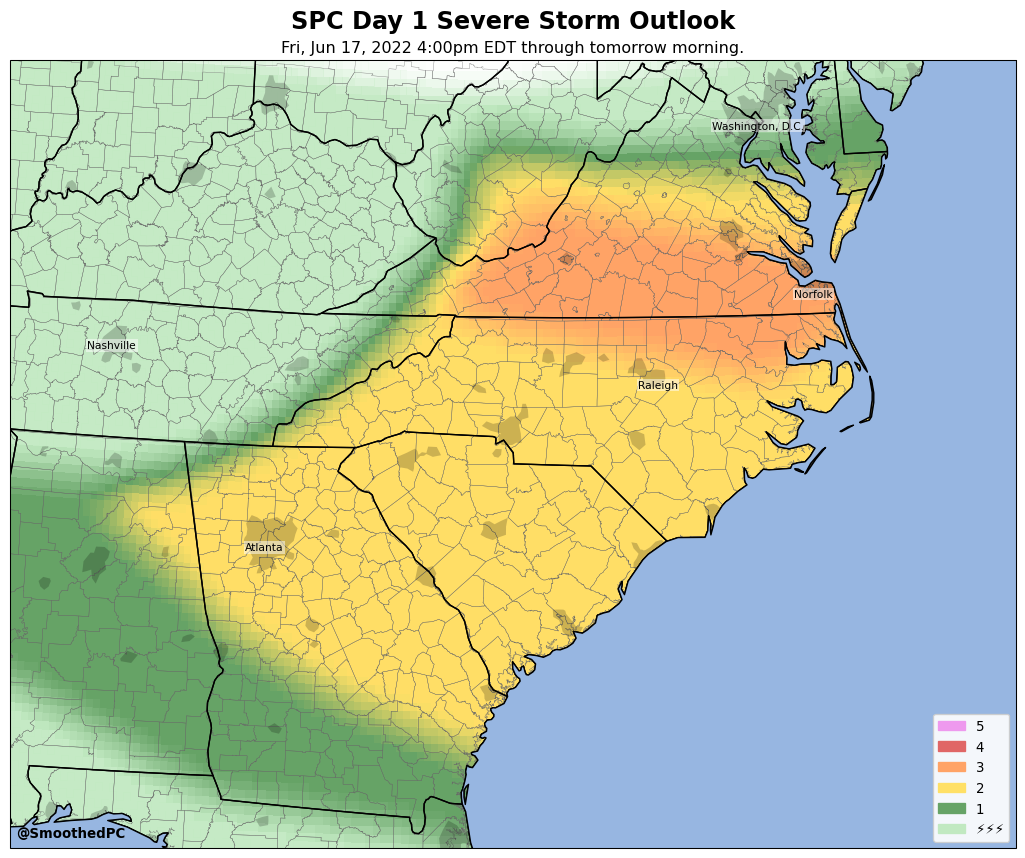 SPC Day 1 Severe Storm Outlook
Fri, Jun 17, 2022 4:00pm EDT through tomorrow morning.
Washington, D.C.
Norfolk
Nashville
Raleigh
Atlanta
5
4
3
2
1
⚡⚡⚡
@SmoothedPC